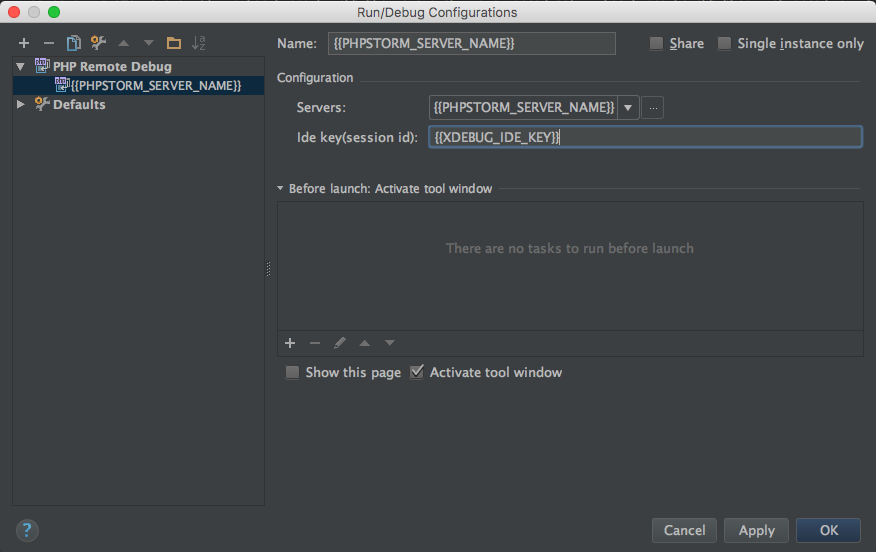 Run/Debug Configurations
Name: {{PHPSTORM_SERVER_NAME}} Share Single instance only
PHP Remote Debug
{{PHPSTORM_SERVER_NAME}}
Defaults
Configuration
Servers: {{PHPSTORM_SERVER_NAME}} ...
Ide key(session id): {{XDEBUG_IDE_KEY}}
Before launch: Activate tool window
There are no tasks to run before launch
Show this page Activate tool window
? Cancel Apply OK